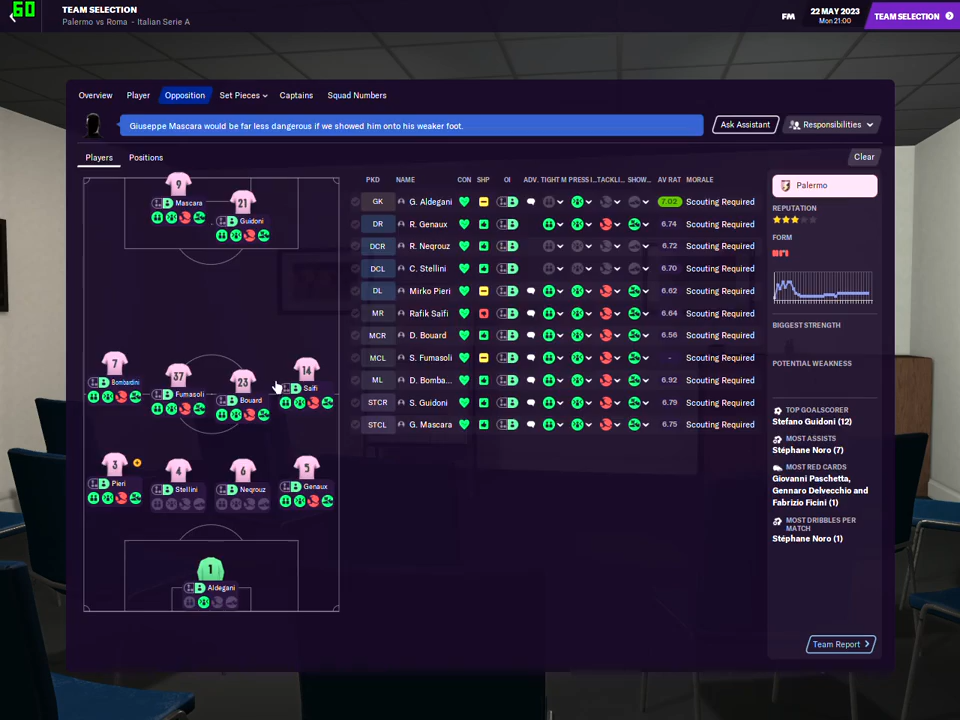 60
TEAM SELECTION
Palermo vs Roma - Italian Serie A
FM
22 MAY 2023
Mon 21:00
TEAM SELECTION
Overview
Player
Opposition
Set Pieces
Captains
Squad Numbers
Giuseppe Mascara would be far less dangerous if we showed him onto his weaker foot.
Ask Assistant
Responsibilities
Players
Positions
Clear
9
Mascara
21
Guidoni
7
Bombardini
37
Fumasoli
23
Bouard
14
Saifi
3
Pieri
4
Stellini
6
Neqrouz
5
Genaux
1
Aldegani
PKD NAME CON SHP OI ADV. TIGHT M PRESS I... TACKLI... SHOW... AV RAT MORALE
GK G. Aldegani 7.02 Scouting Required
DR R. Genaux 6.74 Scouting Required
DCR R. Neqrouz 6.72 Scouting Required
DCL C. Stellini 6.70 Scouting Required
DL Mirko Pieri 6.62 Scouting Required
MR Rafik Saifi 6.64 Scouting Required
MCR D. Bouard 6.56 Scouting Required
MCL S. Fumasoli - Scouting Required
ML D. Bomba... 6.92 Scouting Required
STCR S. Guidoni 6.79 Scouting Required
STCL G. Mascara 6.75 Scouting Required
Palermo
REPUTATION
FORM
BIGGEST STRENGTH
POTENTIAL WEAKNESS
TOP GOALSCORER
Stefano Guidoni (12)
MOST ASSISTS
Stéphane Noro (7)
MOST RED CARDS
Giovanni Paschetta,
Gennaro Delvecchio and
Fabrizio Ficini (1)
MOST DRIBBLES PER
MATCH
Stéphane Noro (1)
Team Report